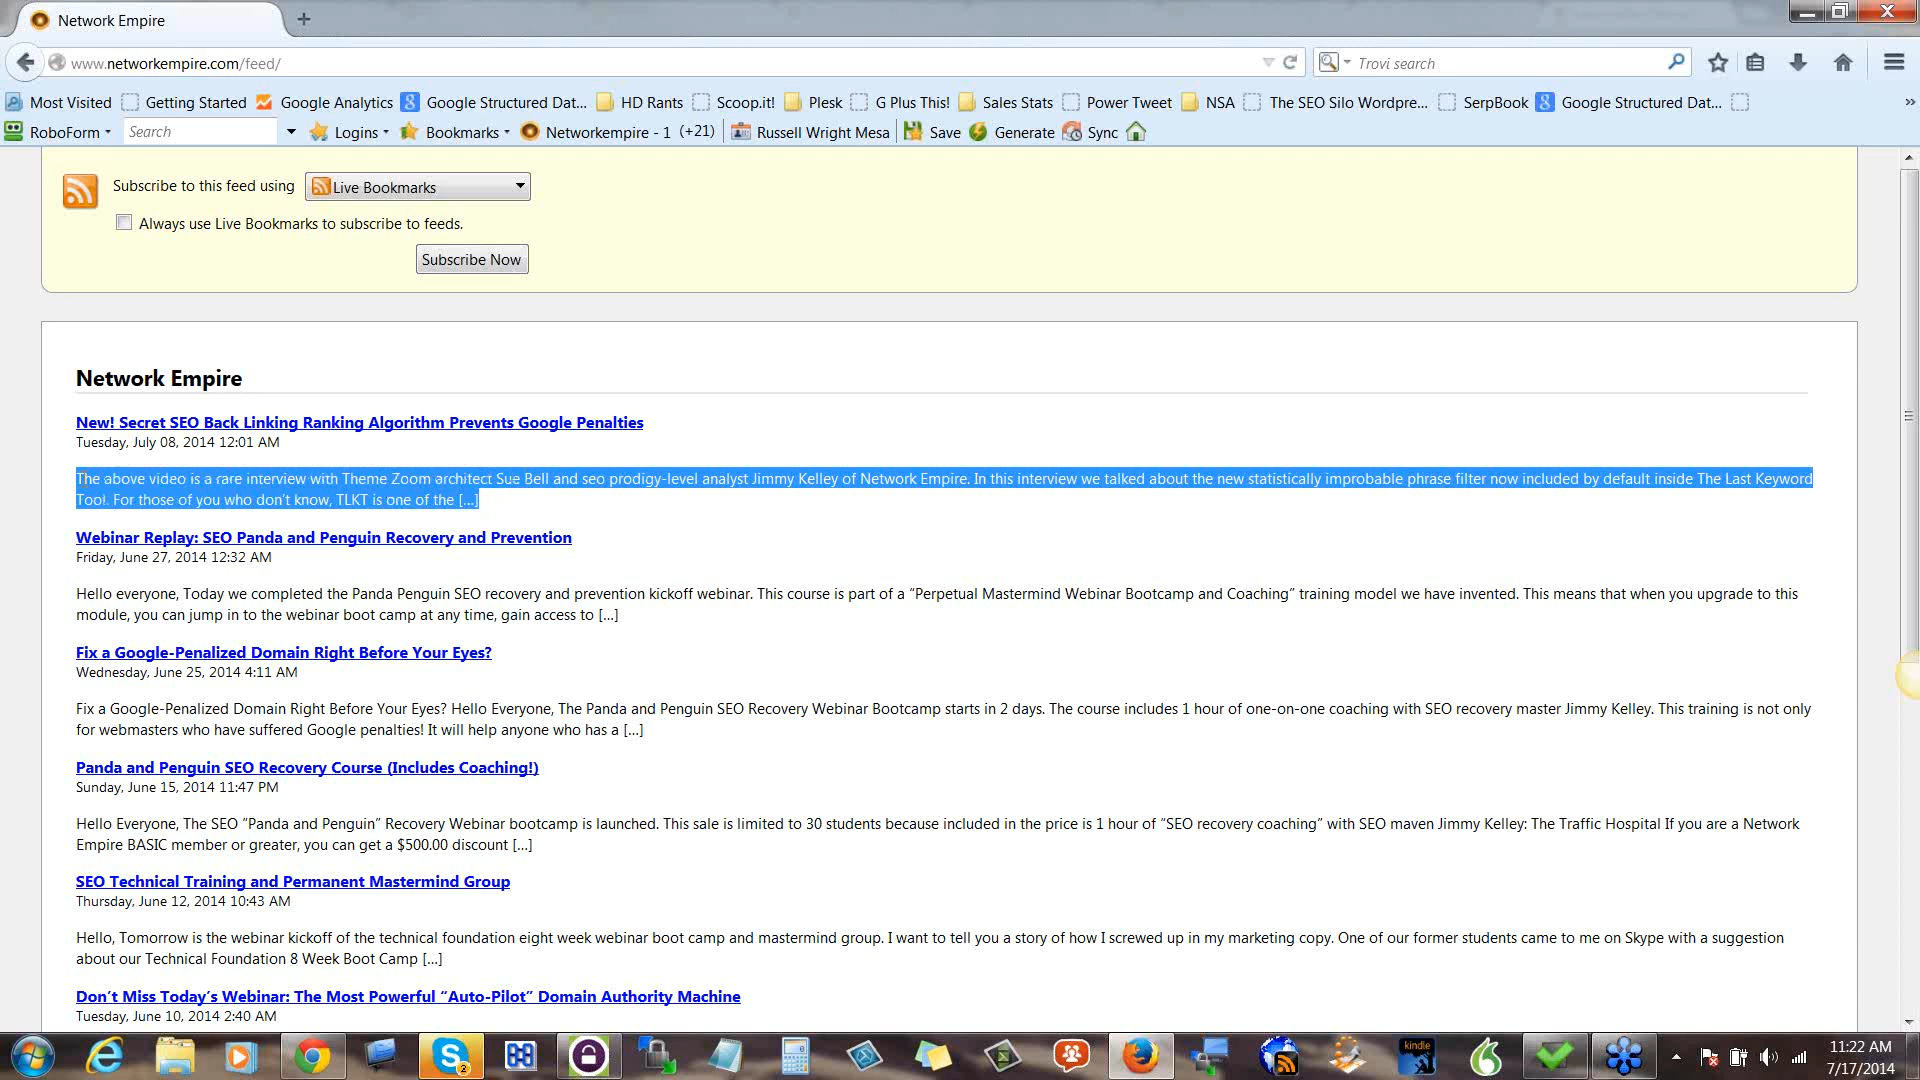 Network Empire
www.networkempire.com/feed/
Trovi search
Most Visited Getting Started Google Analytics Google Structured Dat... HD Rants Scoop.it! Plesk G Plus This! Sales Stats Power Tweet NSA The SEO Silo Wordpre... SerpBook Google Structured Dat... »
RoboForm Search Logins Bookmarks Networkempire - 1 (+21) Russell Wright Mesa Save Generate Sync
Subscribe to this feed using Live Bookmarks
Always use Live Bookmarks to subscribe to feeds.
Subscribe Now
Network Empire
New! Secret SEO Back Linking Ranking Algorithm Prevents Google Penalties
Tuesday, July 08, 2014 12:01 AM
The above video is a rare interview with Theme Zoom architect Sue Bell and seo prodigy-level analyst Jimmy Kelley of Network Empire. In this interview we talked about the new statistically improbable phrase filter now included by default inside The Last Keyword
Tool. For those of you who don't know, TLKT is one of the [...]
Webinar Replay: SEO Panda and Penguin Recovery and Prevention
Friday, June 27, 2014 12:32 AM
Hello everyone, Today we completed the Panda Penguin SEO recovery and prevention kickoff webinar. This course is part of a “Perpetual Mastermind Webinar Bootcamp and Coaching” training model we have invented. This means that when you upgrade to this
module, you can jump in to the webinar boot camp at any time, gain access to [...]
Fix a Google-Penalized Domain Right Before Your Eyes?
Wednesday, June 25, 2014 4:11 AM
Fix a Google-Penalized Domain Right Before Your Eyes? Hello Everyone, The Panda and Penguin SEO Recovery Webinar Bootcamp starts in 2 days. The course includes 1 hour of one-on-one coaching with SEO recovery master Jimmy Kelley. This training is not only
for webmasters who have suffered Google penalties! It will help anyone who has a [...]
Panda and Penguin SEO Recovery Course (Includes Coaching!)
Sunday, June 15, 2014 11:47 PM
Hello Everyone, The SEO “Panda and Penguin” Recovery Webinar bootcamp is launched. This sale is limited to 30 students because included in the price is 1 hour of “SEO recovery coaching” with SEO maven Jimmy Kelley: The Traffic Hospital If you are a Network
Empire BASIC member or greater, you can get a $500.00 discount [...]
SEO Technical Training and Permanent Mastermind Group
Thursday, June 12, 2014 10:43 AM
Hello, Tomorrow is the webinar kickoff of the technical foundation eight week webinar boot camp and mastermind group. I want to tell you a story of how I screwed up in my marketing copy. One of our former students came to me on Skype with a suggestion
about our Technical Foundation 8 Week Boot Camp [...]
Don't Miss Today's Webinar: The Most Powerful “Auto-Pilot” Domain Authority Machine
Tuesday, June 10, 2014 2:40 AM
2
kindle
11:22 AM
7/17/2014